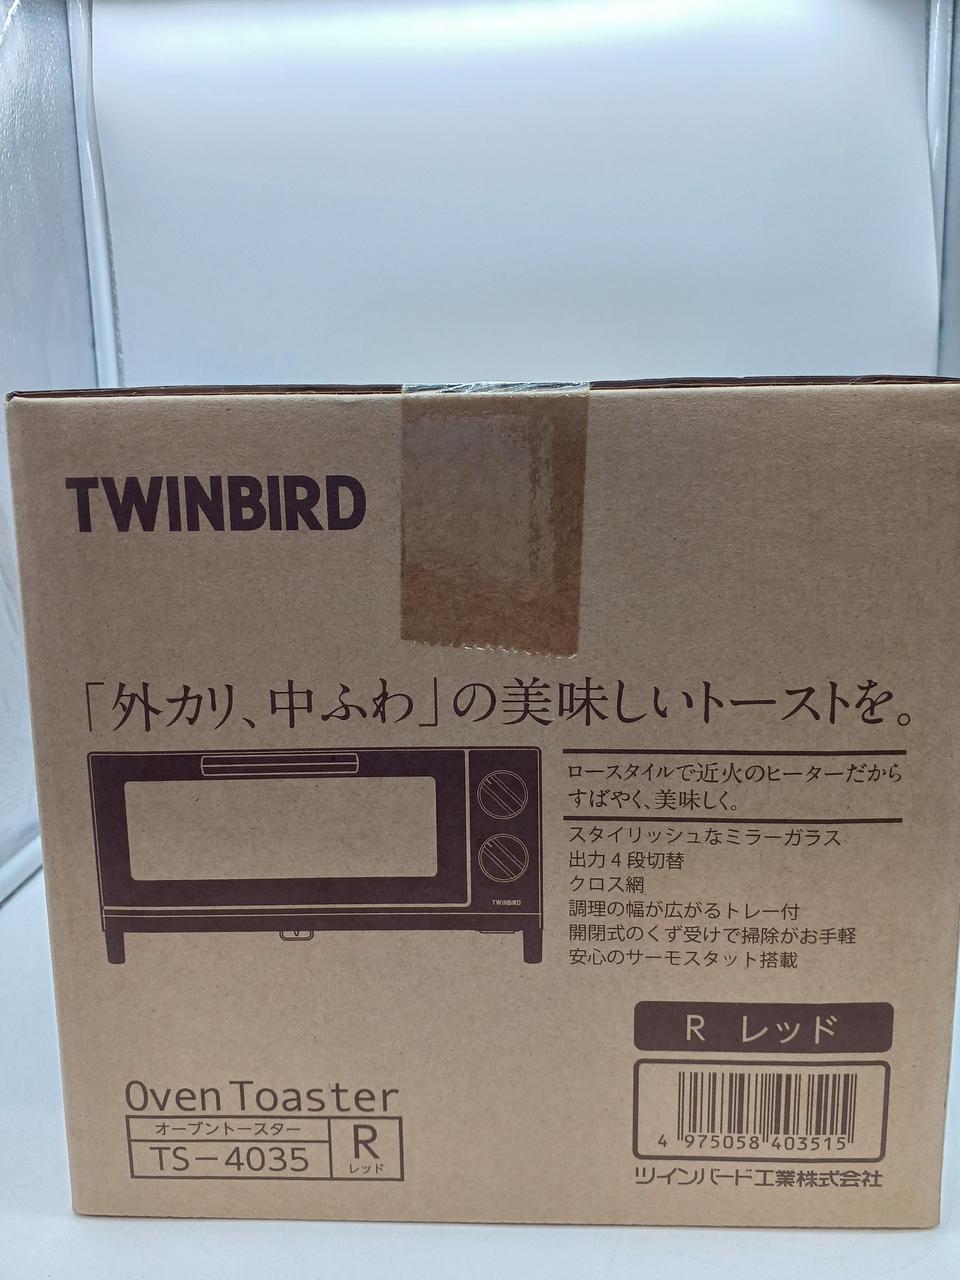 TWINBIRD
「外カリ、中ふわ」の美味しいトーストを。
ロースタイルで近火のヒーターだから
すばやく、美味しく。
スタイリッシュなミラーガラス
出力4段切替
クロス網
調理の幅が広がるトレー付
開閉式のくず受けで掃除がお手軽
安心のサーモスタット搭載
TWINBIRD
R レッド
4 975058 403515
ツインバード工業株式会社
Oven Toaster
オーブントースター
TS-4035
R
レッド